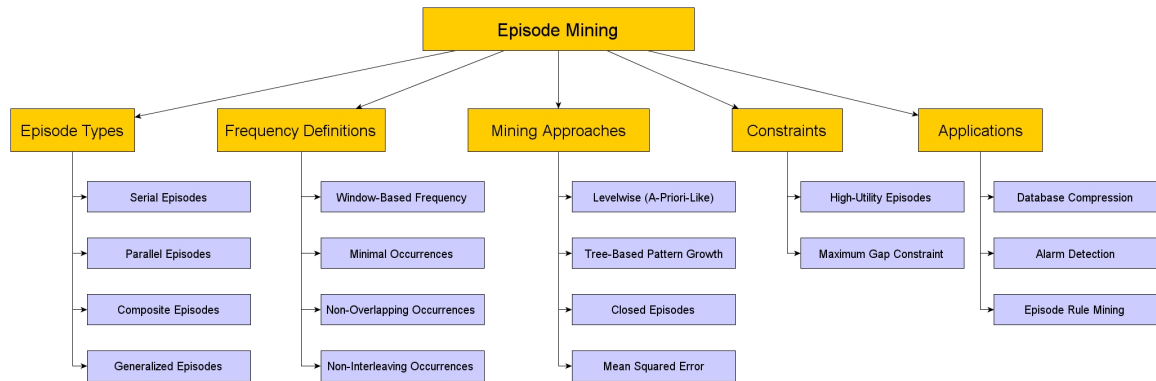 Episode Mining
Episode Types
Frequency Definitions
Mining Approaches
Constraints
Applications
Serial Episodes
Window-Based Frequency
Levelwise (A-Priori-Like)
High-Utility Episodes
Database Compression
Parallel Episodes
Minimal Occurrences
Tree-Based Pattern Growth
Maximum Gap Constraint
Alarm Detection
Composite Episodes
Non-Overlapping Occurrences
Closed Episodes
Episode Rule Mining
Generalized Episodes
Non-Interleaving Occurrences
Mean Squared Error